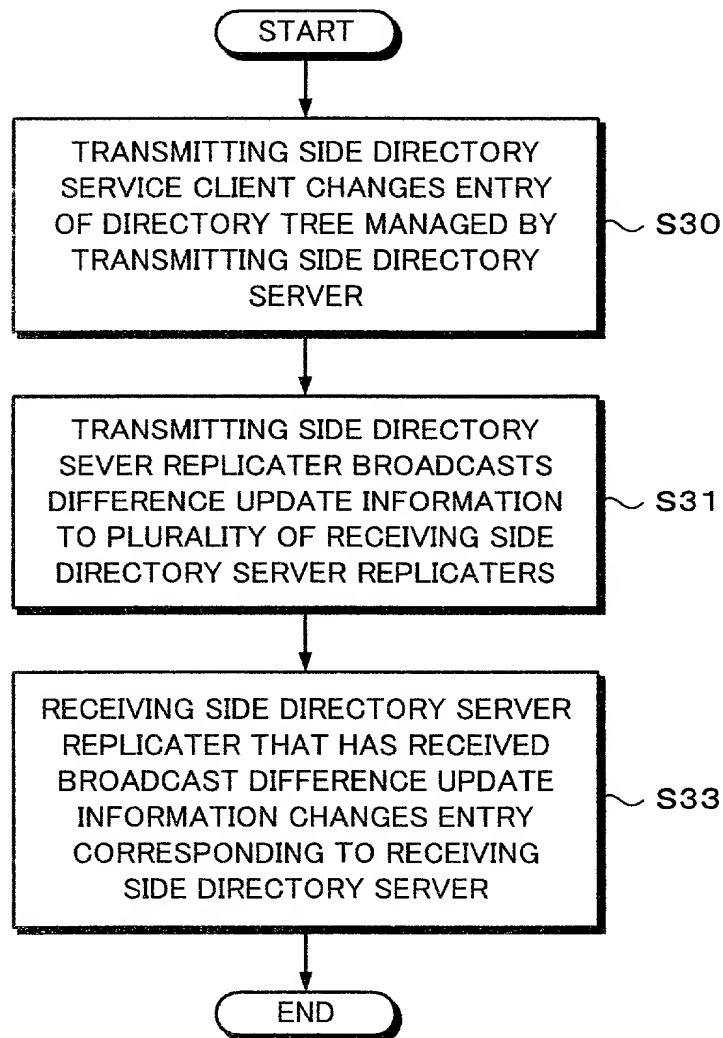 START
TRANSMITTING SIDE DIRECTORY
SERVICE CLIENT CHANGES ENTRY
OF DIRECTORY TREE MANAGED BY
TRANSMITTING SIDE DIRECTORY
SERVER
S30
TRANSMITTING SIDE DIRECTORY
SEVER REPLICATER BROADCASTS
DIFFERENCE UPDATE INFORMATION
TO PLURALITY OF RECEIVING SIDE
DIRECTORY SERVER REPLICATERS
S31
RECEIVING SIDE DIRECTORY SERVER
REPLICATER THAT HAS RECEIVED
BROADCAST DIFFERENCE UPDATE
INFORMATION CHANGES ENTRY
CORRESPONDING TO RECEIVING
SIDE DIRECTORY SERVER
S33
END